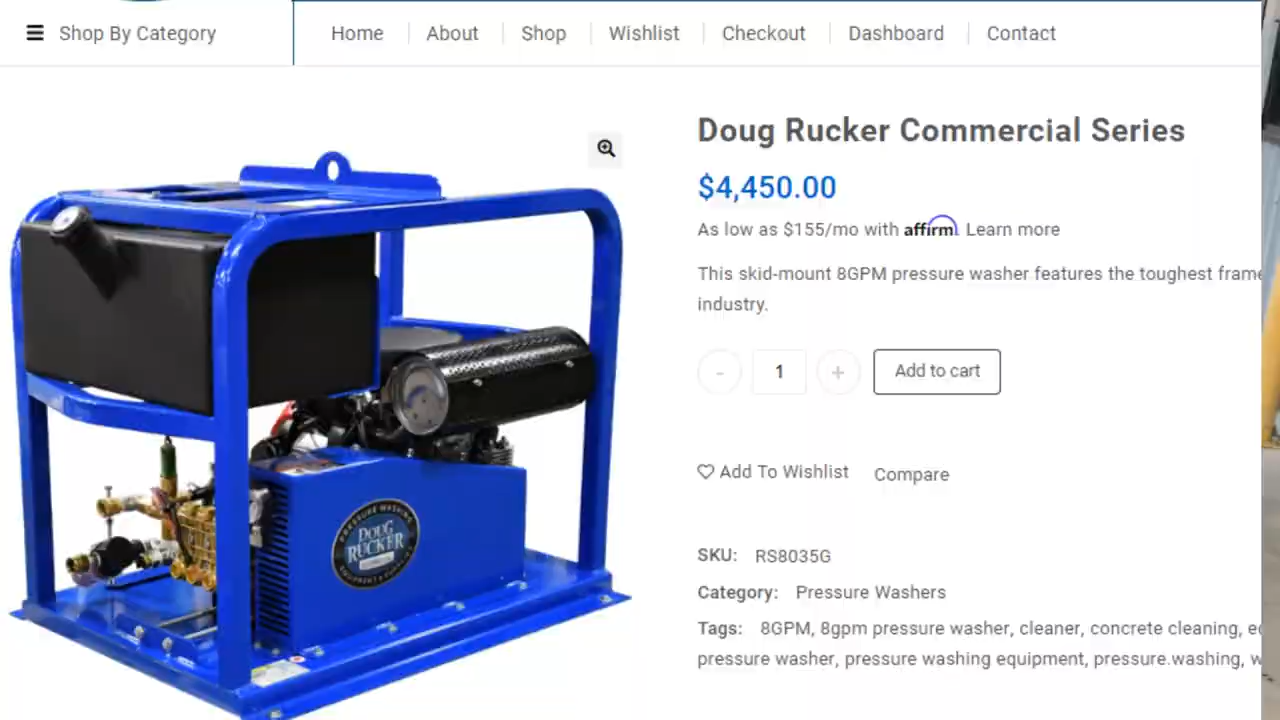 Shop By Category
Home
About
Shop
Wishlist
Checkout
Dashboard
Contact
Doug Rucker Commercial Series
$4,450.00
As low as $155/mo with affirm. Learn more
This skid-mount 8GPM pressure washer features the toughest frame
industry.
- 1 + Add to cart
Add To Wishlist
Compare
SKU: RS8035G
Category: Pressure Washers
Tags: 8GPM, 8gpm pressure washer, cleaner, concrete cleaning,
pressure washer, pressure washing equipment, pressure.washing,
PRESSURE WASHING
DOUG
RUCKER
EQUIPMENT & SUPPLIES